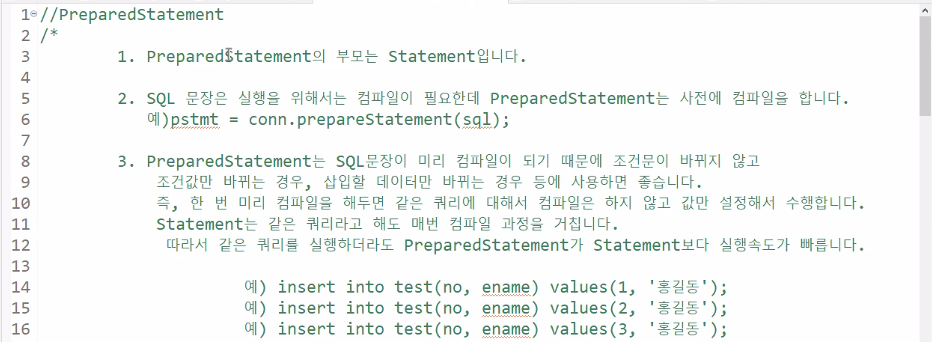 1 //PreparedStatement
2 /*
3 1. PreparedStatement의 부모는 Statement입니다.
4
5 2. SQL 문장은 실행을 위해서는 컴파일이 필요한데 PreparedStatement는 사전에 컴파일을 합니다.
6 예)pstmt = conn.prepareStatement(sql);
7
8 3. PreparedStatement는 SQL문장이 미리 컴파일이 되기 때문에 조건문이 바뀌지 않고
9 조건값만 바뀌는 경우, 삽입할 데이터만 바뀌는 경우 등에 사용하면 좋습니다.
10 즉, 한 번 미리 컴파일을 해두면 같은 쿼리에 대해서 컴파일은 하지 않고 값만 설정해서 수행합니다.
11 Statement는 같은 쿼리라고 해도 매번 컴파일 과정을 거칩니다.
12 따라서 같은 쿼리를 실행하더라도 PreparedStatement가 Statement보다 실행속도가 빠릅니다.
13
14 예) insert into test(no, ename) values(1, '홍길동');
15 예) insert into test(no, ename) values(2, '홍길동');
16 예) insert into test(no, ename) values(3, '홍길동');